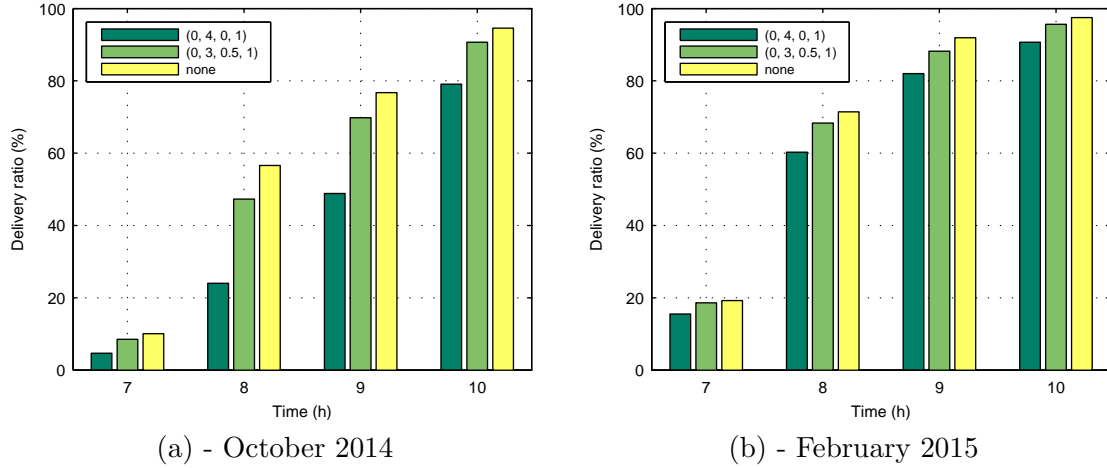 100
80
60
40
20
0
Delivery ratio (%)
(0, 4, 0, 1)
(0, 3, 0.5, 1)
none
7 8 9 10
Time (h)
(a) - October 2014
100
80
60
40
20
0
Delivery ratio (%)
(0, 4, 0, 1)
(0, 3, 0.5, 1)
none
7 8 9 10
Time (h)
(b) - February 2015